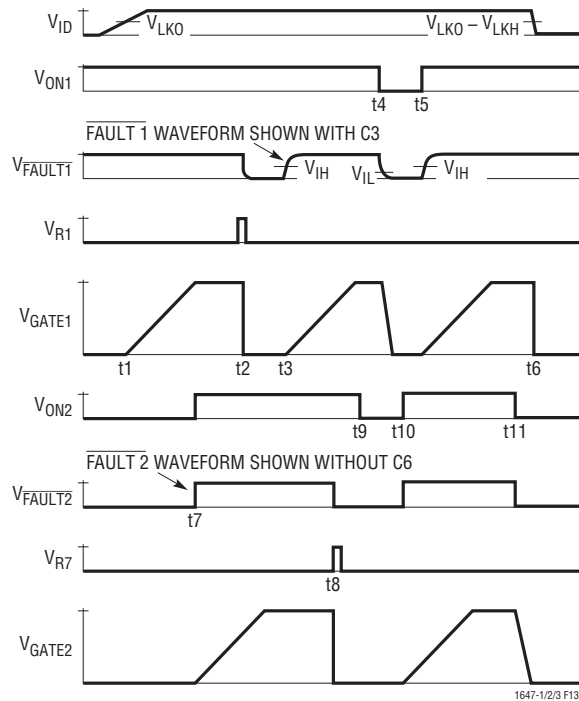 V_ID
V_LKO
V_LKO – V_LKH
V_ON1
t4 t5
FAULT 1 WAVEFORM SHOWN WITH C3
V_FAULT1
V_IH V_IL V_IH
V_R1
V_GATE1
t1 t2 t3 t6
V_ON2
t9 t10 t11
FAULT 2 WAVEFORM SHOWN WITHOUT C6
V_FAULT2
t7
V_R7
t8
V_GATE2
1647-1/2/3 F13